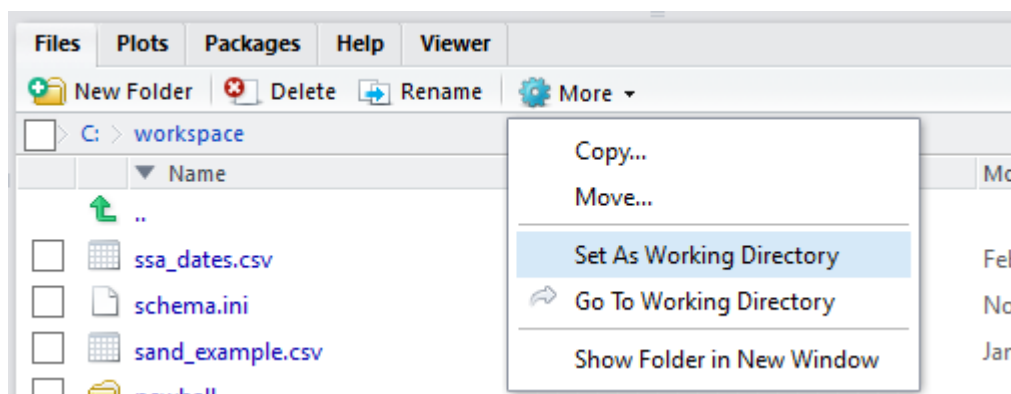 Files Plots Packages Help Viewer
New Folder Delete Rename More
C: workspace
Name
..
ssa_dates.csv
schema.ini
sand_example.csv
Copy...
Move...
Set As Working Directory
Go To Working Directory
Show Folder in New Window